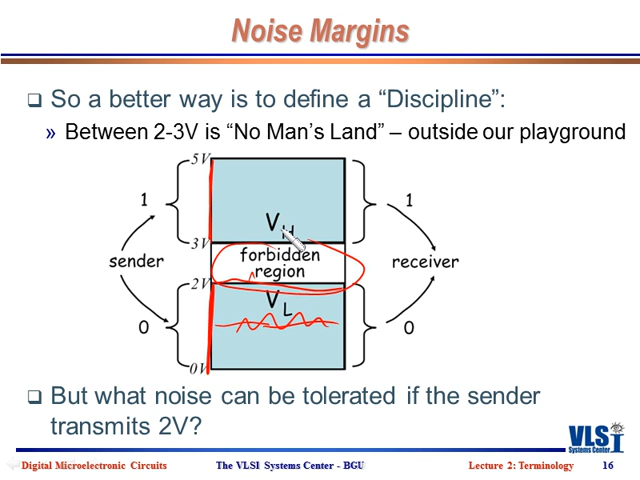 Noise Margins
❑ So a better way is to define a “Discipline”:
» Between 2-3V is “No Man’s Land” – outside our playground
5V
1
1
VH
3V
sender
forbidden
region
receiver
2V
VL
0
0
0V
❑ But what noise can be tolerated if the sender
transmits 2V?
VLSI
Systems Center
Digital Microelectronic Circuits
The VLSI Systems Center - BGU
Lecture 2: Terminology
16